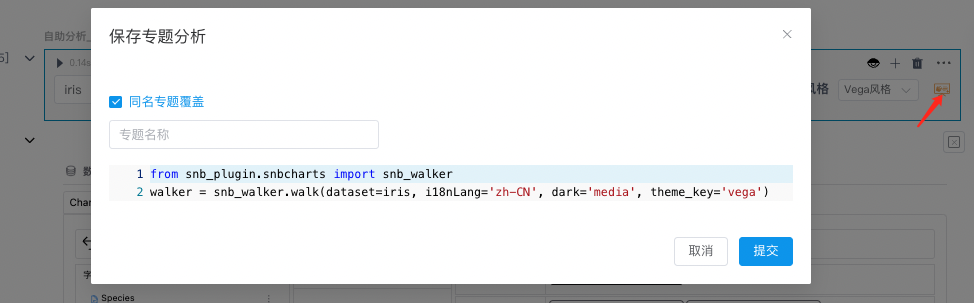 自助分析_
保存专题分析
5]
0.14s
iris
同名专题覆盖
风格
Vega风格
专题名称
1 from snb_plugin.snbcharts import snb_walker
2 walker = snb_walker.walk(dataset=iris, i18nLang='zh-CN', dark='media', theme_key='vega')
数
Char
取消
提交
字
Species